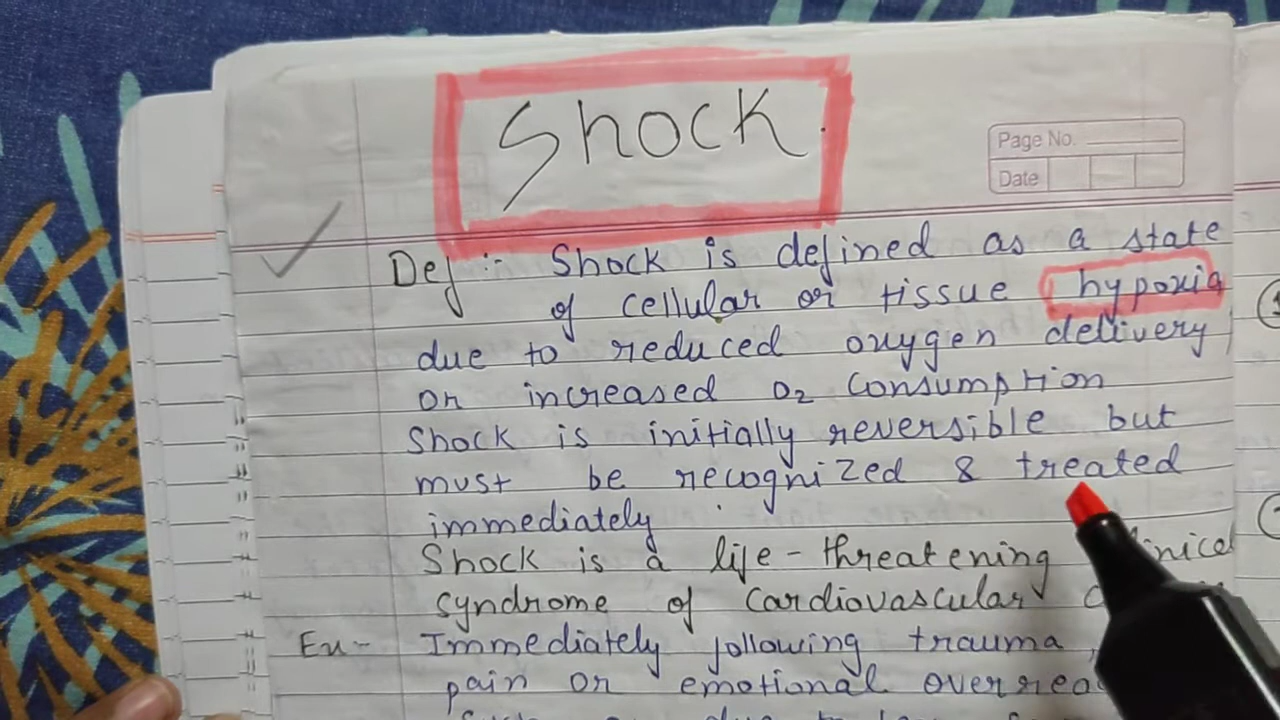 Shock
Page No.
Date
Def :- Shock is defined as a state
of cellular or tissue hypoxia
due to reduced oxygen delivery
or increased O2 consumption
Shock is initially reversible but
must be recognized & treated
immediately
Shock is a life-threatening
syndrome of cardiovascular
Ex- Immediately following trauma,
pain or emotional